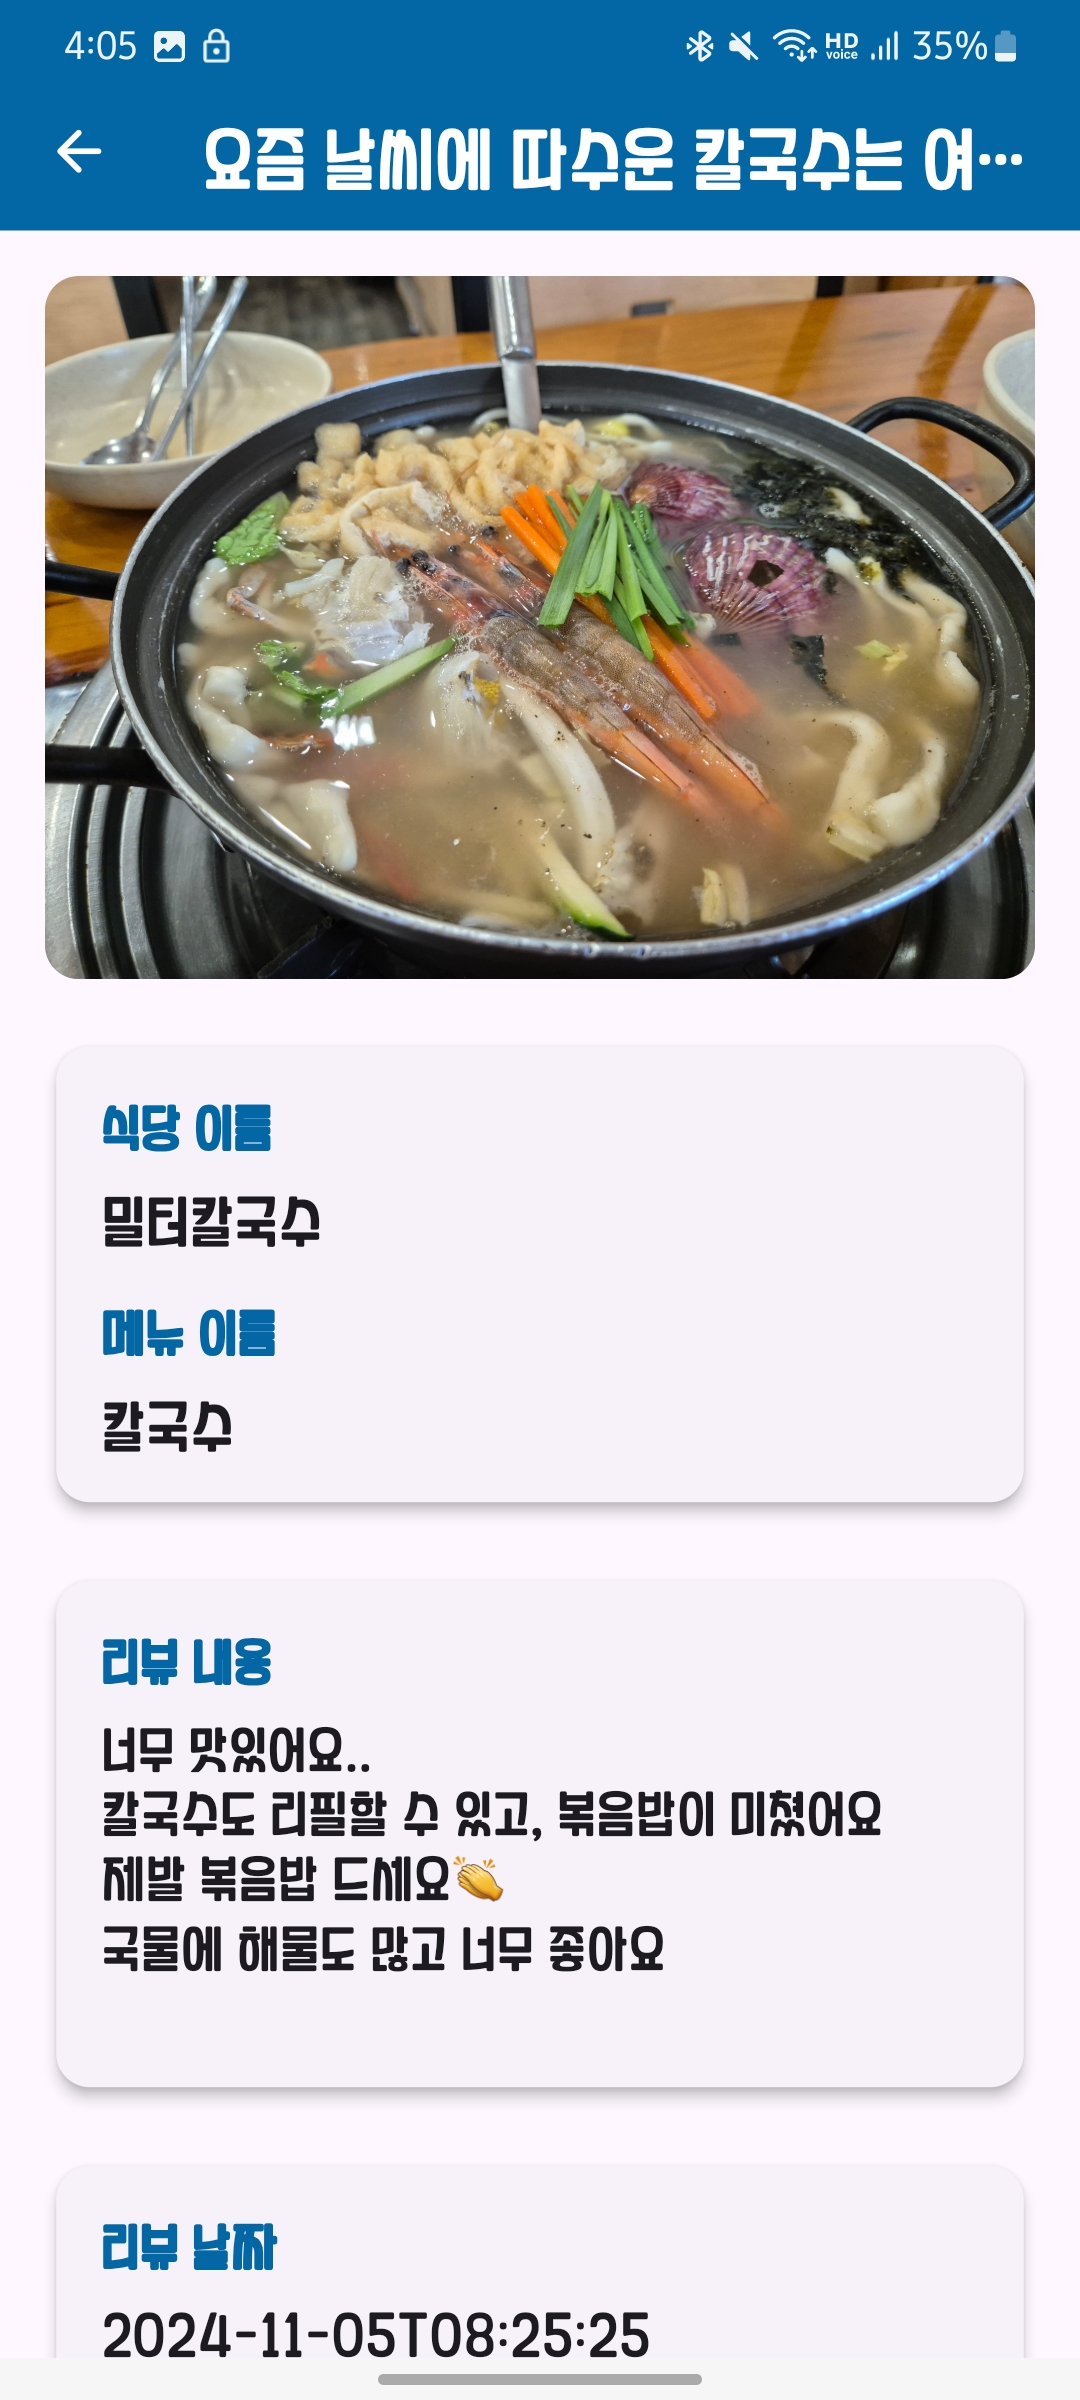 4:05 HD voice 35%
요즘 날씨에 따수운 칼국수는 여…
식당 이름
밀터칼국수
메뉴 이름
칼국수
리뷰 내용
너무 맛있어요..
칼국수도 리필할 수 있고, 볶음밥이 미쳤어요
제발 볶음밥 드세요👏
국물에 해물도 많고 너무 좋아요
리뷰 날짜
2024-11-05T08:25:25